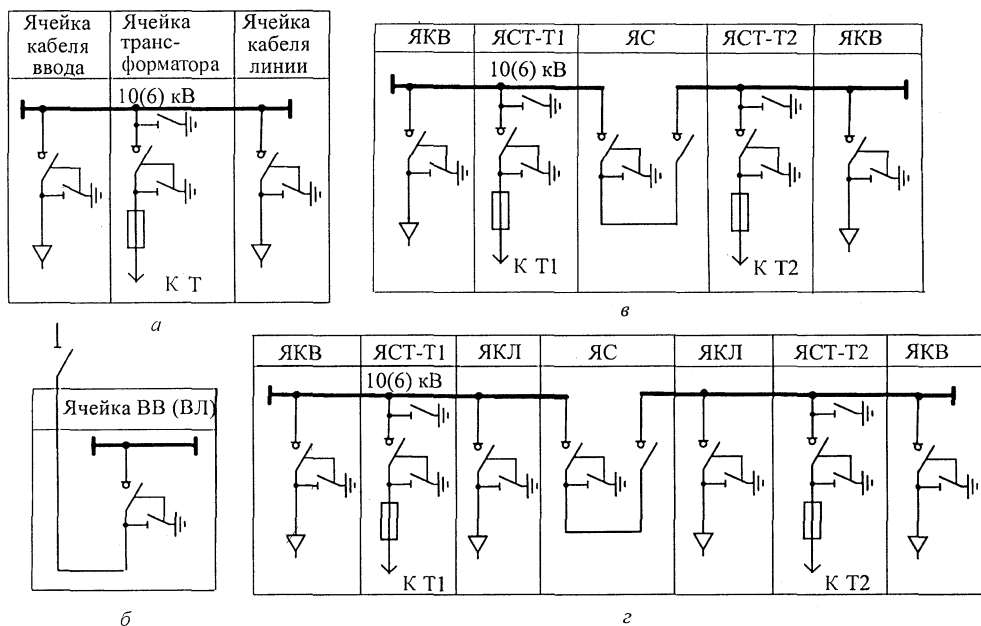 Ячейка
кабеля
ввода
Ячейка
транс-
форматора
Ячейка
кабеля
линии
10(6) кВ
К Т
а
ЯКВ
ЯСТ-Т1
ЯС
ЯСТ-Т2
ЯКВ
10(6) кВ
К Т1
К Т2
в
Ячейка ВВ (ВЛ)
б
ЯКВ
ЯСТ-Т1
ЯКЛ
ЯС
ЯКЛ
ЯСТ-Т2
ЯКВ
10(6) кВ
К Т1
К Т2
г